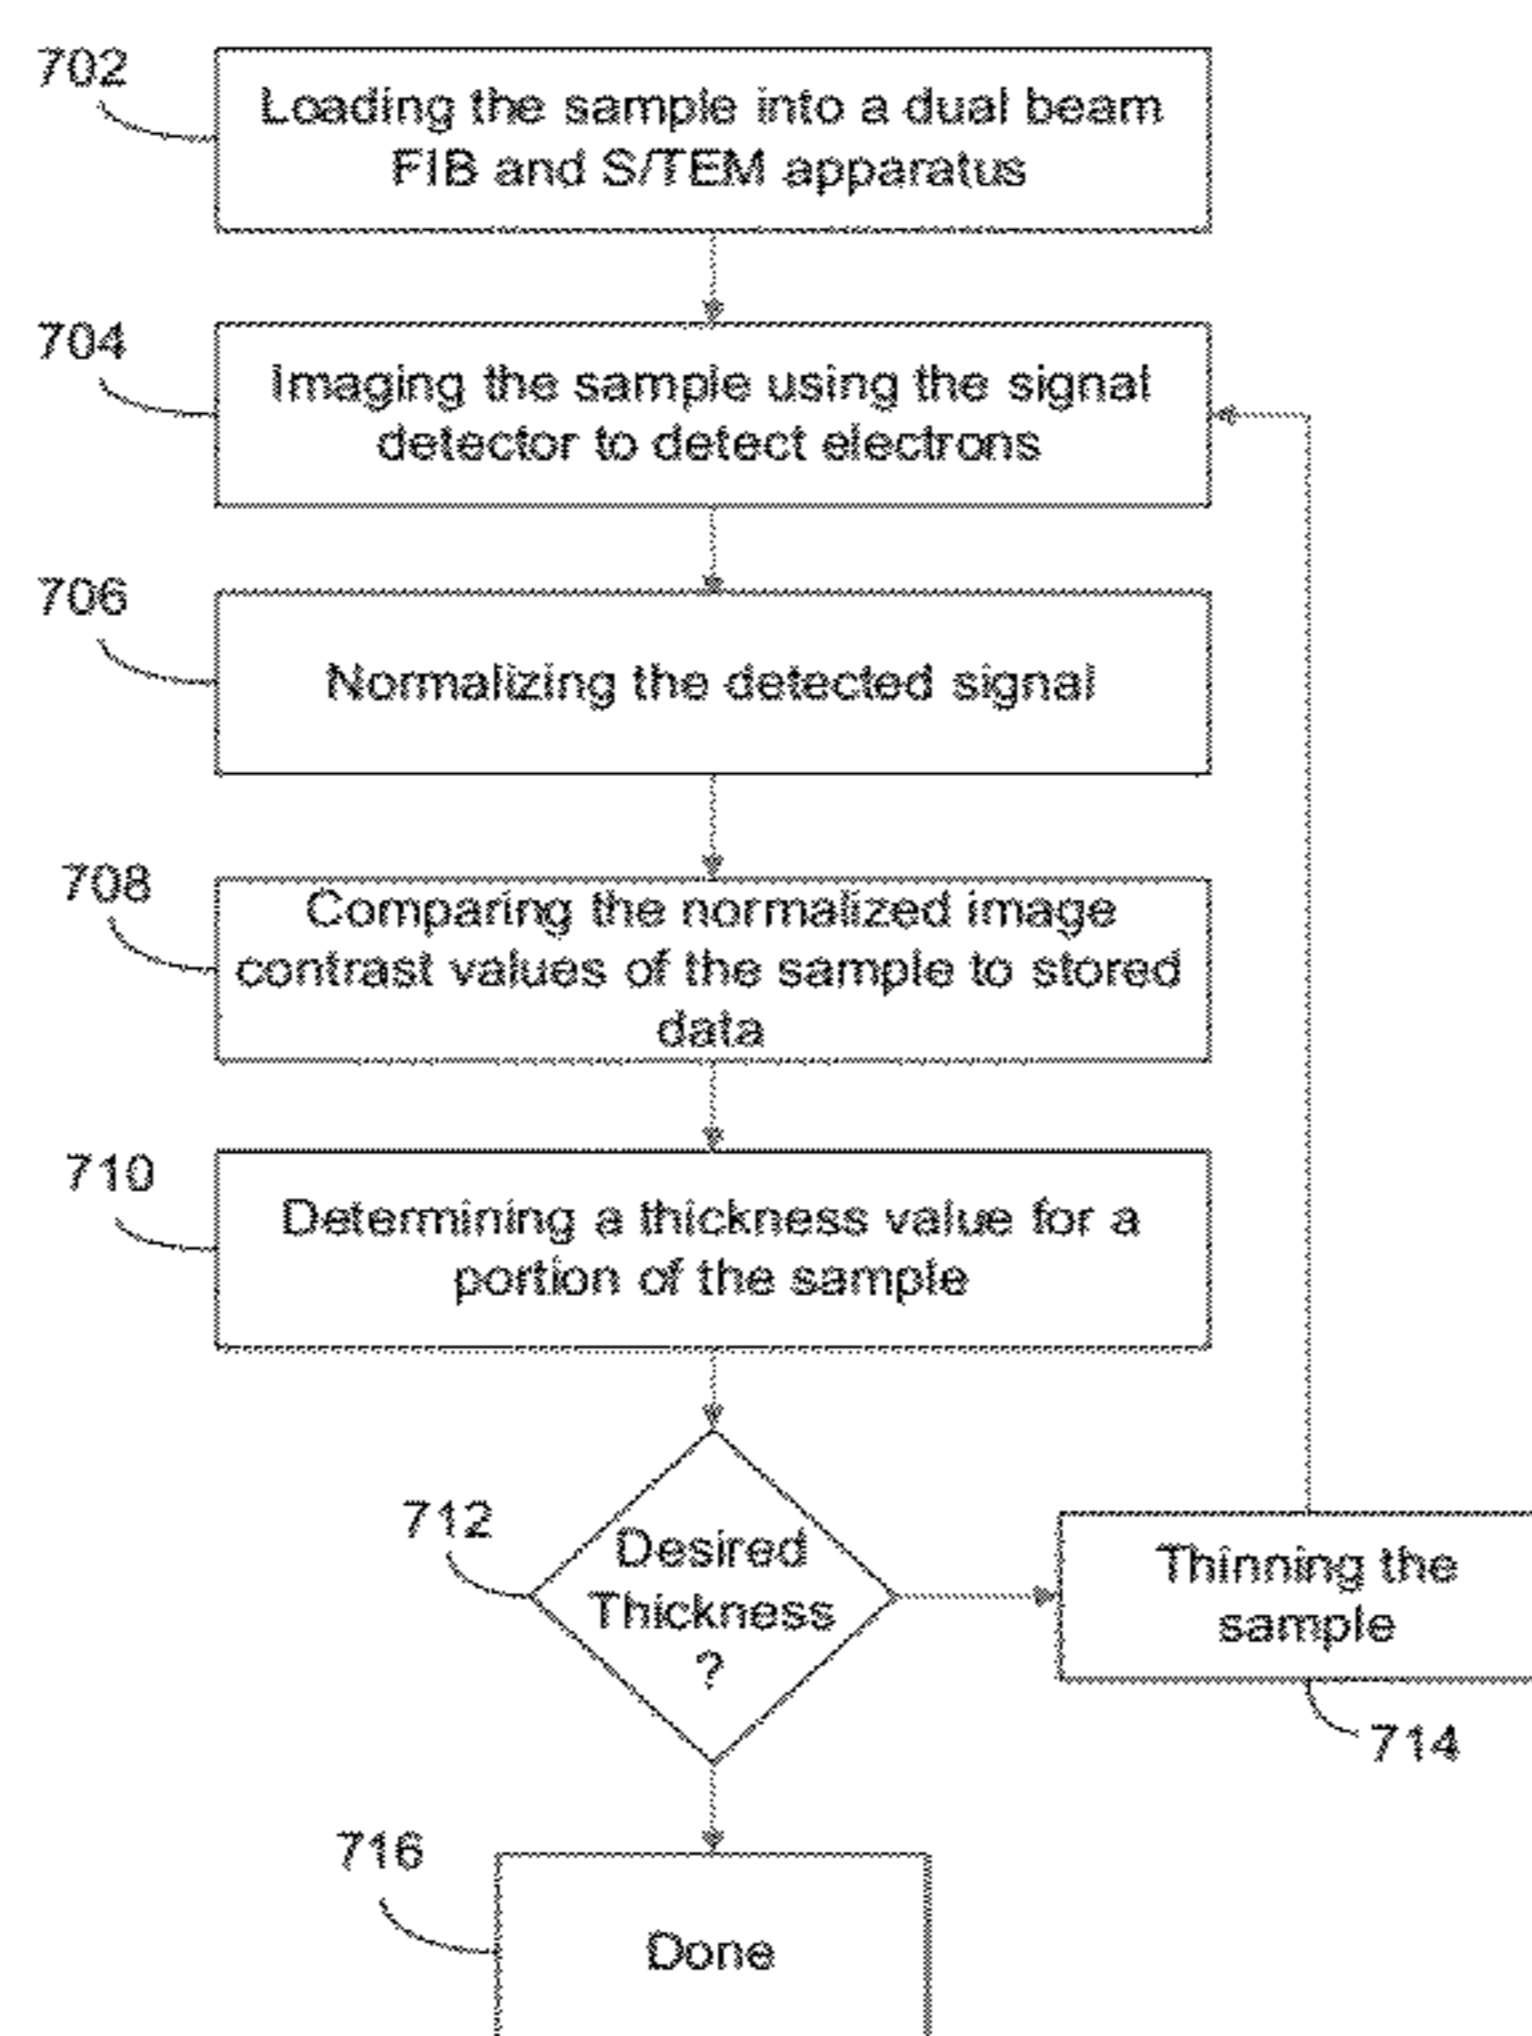 702
Loading the sample into a dual beam
FIB and S/TEM apparatus
704
Imaging the sample using the signal
detector to detect electrons
706
Normalizing the detected signal
708
Comparing the normalized image
contrast values of the sample to stored
data
710
Determining a thickness value for a
portion of the sample
712
Desired
Thickness
?
Thinning the
sample
714
716
Done